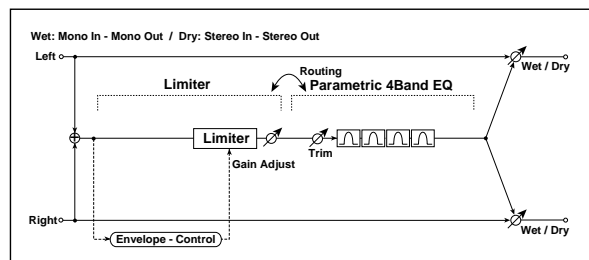 Wet: Mono In - Mono Out / Dry: Stereo In - Stereo Out
Left
Wet / Dry
Routing
Limiter
Parametric 4Band EQ
Limiter
Gain Adjust
Trim
Right
Envelope - Control
Wet / Dry